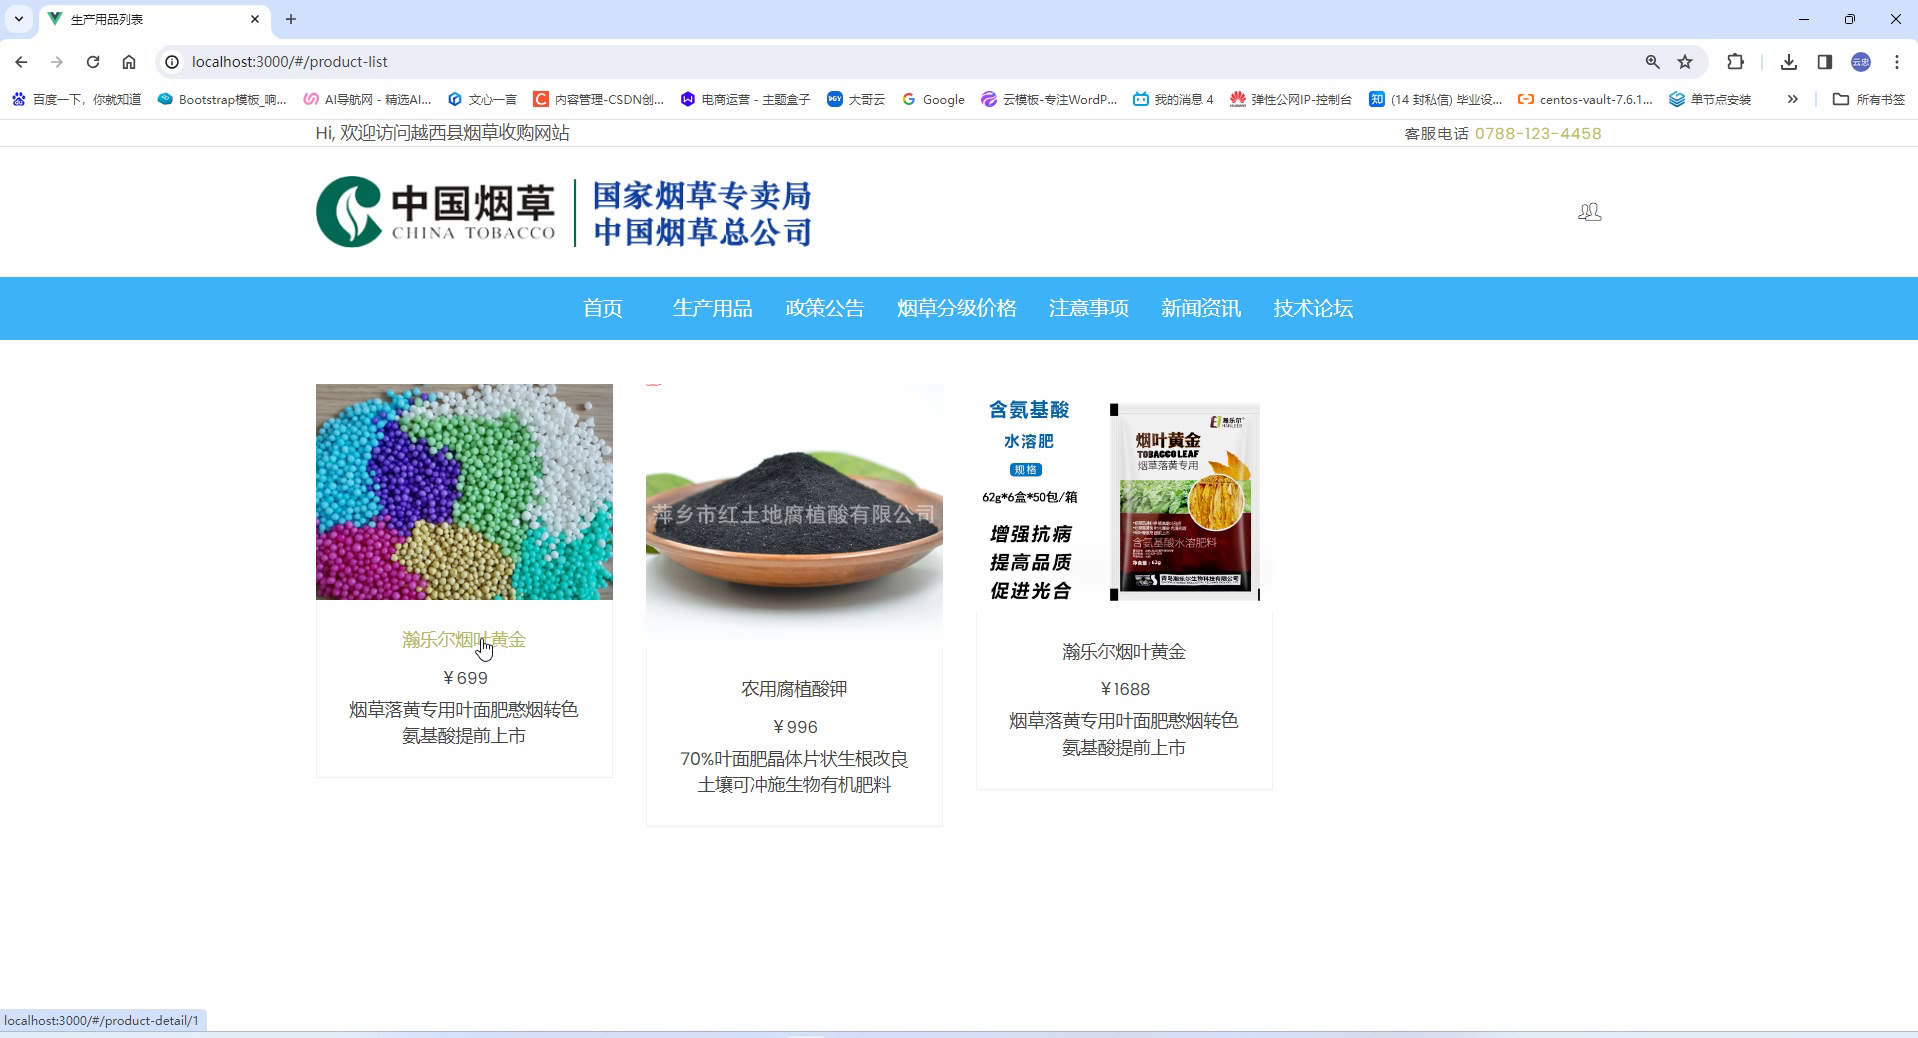 生产用品列表
localhost:3000/#/product-list
百度一下，你就知道
Bootstrap模板_响...
AI导航网 - 精选AI...
文心一言
内容管理-CSDN创...
电商运营 - 主题盒子
大哥云
Google
云模板-专注WordP...
我的消息 4
弹性公网IP-控制台
(14 封私信) 毕业设...
centos-vault-7.6.1...
单节点安装
所有书签
Hi, 欢迎访问越西县烟草收购网站
客服电话 0788-123-4458
中国烟草
CHINA TOBACCO
国家烟草专卖局
中国烟草总公司
首页 生产用品 政策公告 烟草分级价格 注意事项 新闻资讯 技术论坛
瀚乐尔烟叶黄金
￥699
烟草落黄专用叶面肥憨烟转色
氨基酸提前上市
萍乡市红土地腐植酸有限公司
农用腐植酸钾
￥996
70%叶面肥晶体片状生根改良
土壤可冲施生物有机肥料
含氨基酸
水溶肥
规格
62g*6盒*50包/箱
增强抗病
提高品质
促进光合
瀚乐尔
烟叶黄金
TOBACCO LEAF
烟草落黄专用
含氨基酸水溶肥料
青岛瀚乐尔生物科技有限公司
瀚乐尔烟叶黄金
￥1688
烟草落黄专用叶面肥憨烟转色
氨基酸提前上市
localhost:3000/#/product-detail/1